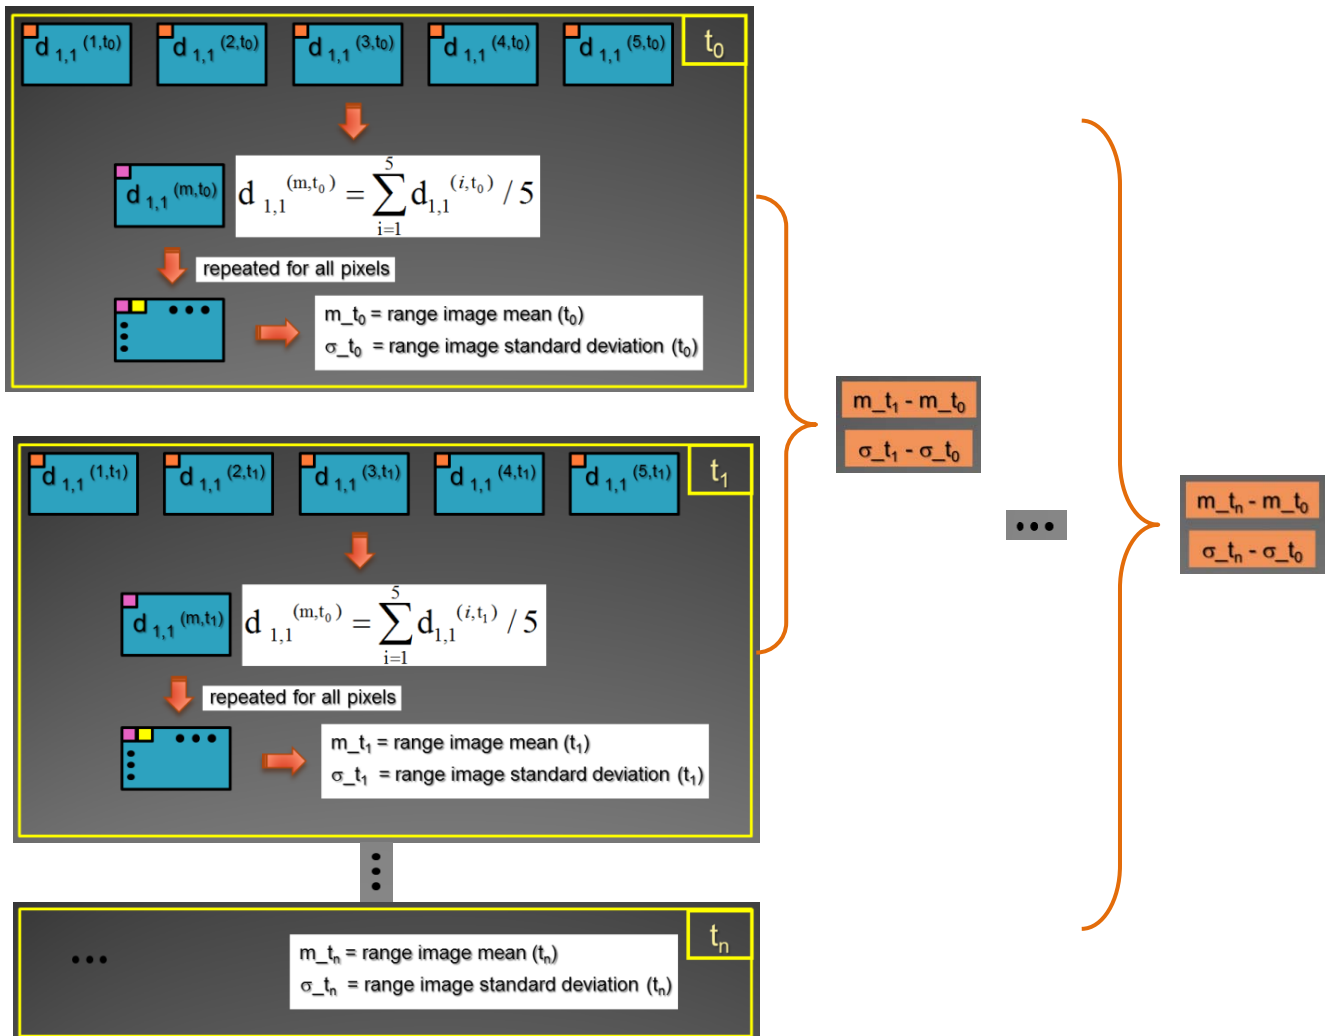 d 1,1 (1,t0) d 1,1 (2,t0) d 1,1 (3,t0) d 1,1 (4,t0) d 1,1 (5,t0) t0
d 1,1 (m,t0) d 1,1 (m,t0) = ∑ i=1 5 d 1,1 (i,t0) / 5
repeated for all pixels
m_t0 = range image mean (t0)
σ_t0 = range image standard deviation (t0)
m_t1 - m_t0
σ_t1 - σ_t0
d 1,1 (1,t1) d 1,1 (2,t1) d 1,1 (3,t1) d 1,1 (4,t1) d 1,1 (5,t1) t1
m_tn - m_t0
σ_tn - σ_t0
d 1,1 (m,t1) d 1,1 (m,t0) = ∑ i=1 5 d 1,1 (i,t1) / 5
repeated for all pixels
m_t1 = range image mean (t1)
σ_t1 = range image standard deviation (t1)
tn
m_tn = range image mean (tn)
σ_tn = range image standard deviation (tn)